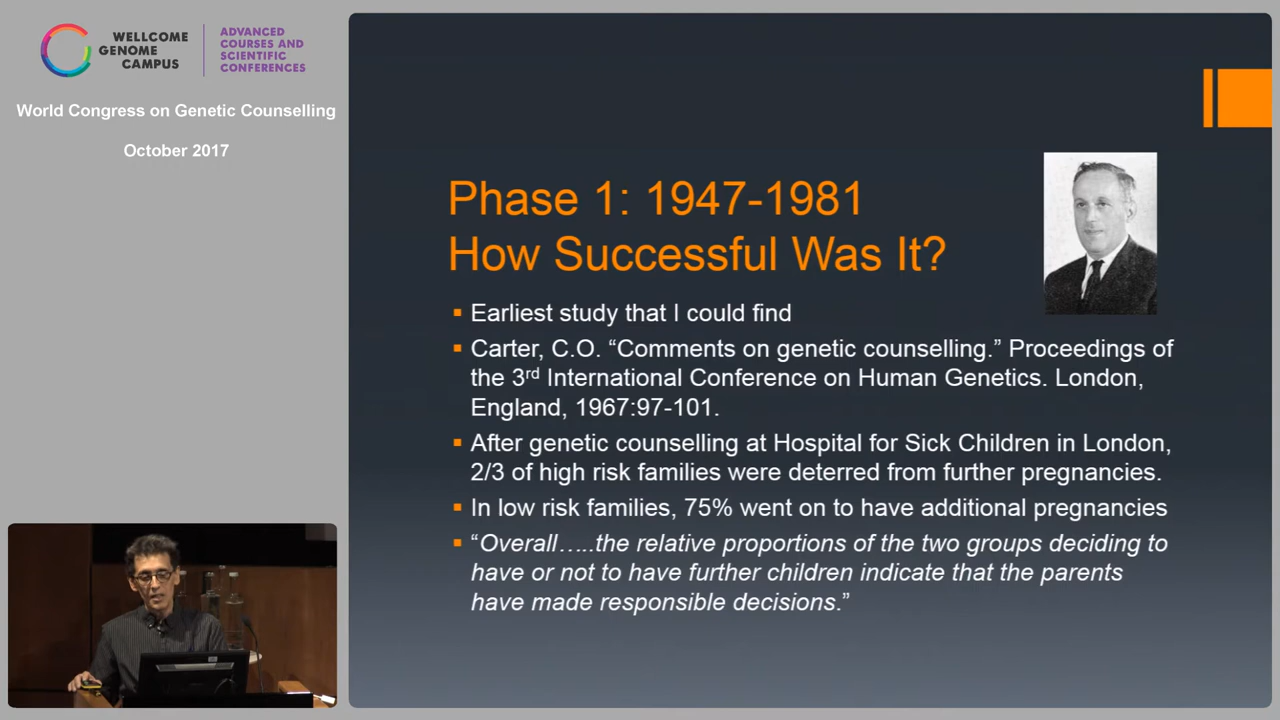 WELLCOME
GENOME
CAMPUS
ADVANCED
COURSES AND
SCIENTIFIC
CONFERENCES
World Congress on Genetic Counselling
October 2017
Phase 1: 1947-1981
How Successful Was It?
▪ Earliest study that I could find
▪ Carter, C.O. “Comments on genetic counselling.” Proceedings of
the 3rd International Conference on Human Genetics. London,
England, 1967:97-101.
▪ After genetic counselling at Hospital for Sick Children in London,
2/3 of high risk families were deterred from further pregnancies.
▪ In low risk families, 75% went on to have additional pregnancies
▪ “Overall…..the relative proportions of the two groups deciding to
have or not to have further children indicate that the parents
have made responsible decisions.”